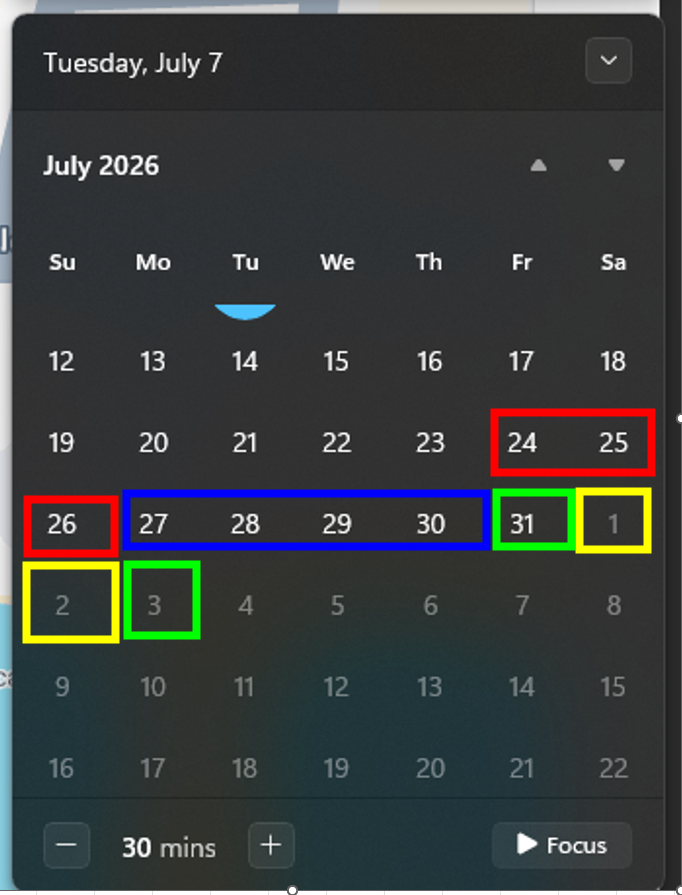 Tuesday, July 7
July 2026
Su Mo Tu We Th Fr Sa
12 13 14 15 16 17 18
19 20 21 22 23 24 25
26 27 28 29 30 31 1
2 3 4 5 6 7 8
9 10 11 12 13 14 15
16 17 18 19 20 21 22
30 mins Focus